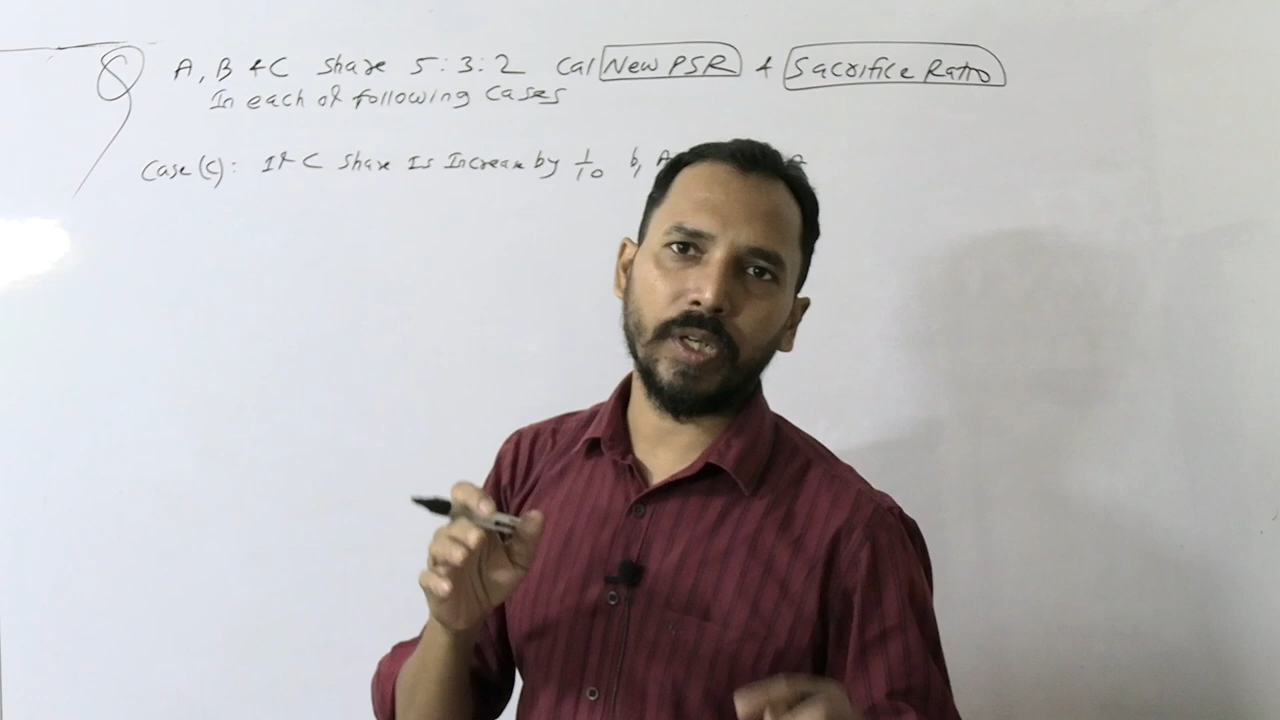 Q A, B & C Share 5:3:2 Cal New PSR & Sacrifice Ratio
In each of following Cases
Case (C): If C Share Is Increase by 1/10